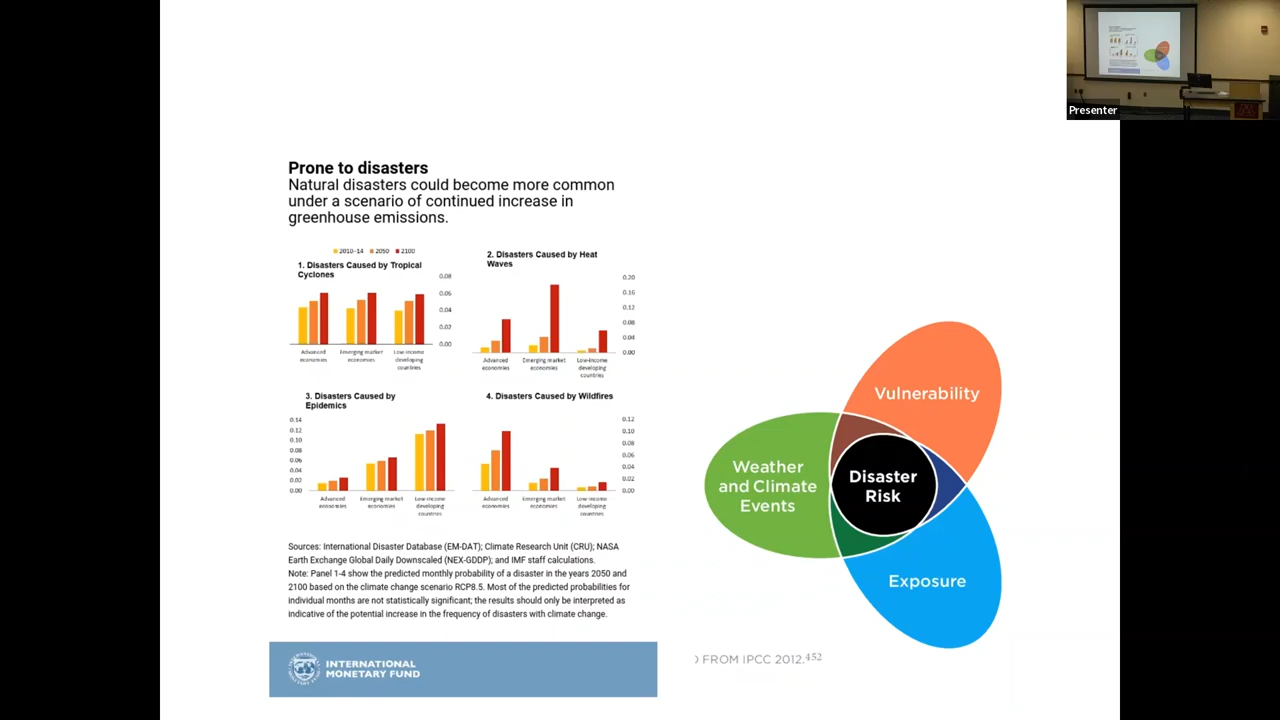 Presenter
Prone to disasters
Natural disasters could become more common
under a scenario of continued increase in
greenhouse emissions.
2010-14 2050 2100
1. Disasters Caused by Tropical
Cyclones
0.08
0.06
0.04
0.02
0.00
Advanced
economies
Emerging market
economies
Low-income
developing
countries
2. Disasters Caused by Heat
Waves
0.20
0.16
0.12
0.08
0.04
0.00
Advanced
economies
Emerging market
economies
Low-income
developing
countries
3. Disasters Caused by
Epidemics
0.14
0.12
0.10
0.08
0.06
0.04
0.02
0.00
Advanced
economies
Emerging market
economies
Low-income
developing
countries
4. Disasters Caused by Wildfires
0.12
0.10
0.08
0.06
0.04
0.02
0.00
Advanced
economies
Emerging market
economies
Low-income
developing
countries
Sources: International Disaster Database (EM-DAT); Climate Research Unit (CRU); NASA
Earth Exchange Global Daily Downscaled (NEX-GDDP); and IMF staff calculations.
Note: Panel 1-4 show the predicted monthly probability of a disaster in the years 2050 and
2100 based on the climate change scenario RCP8.5. Most of the predicted probabilities for
individual months are not statistically significant; the results should only be interpreted as
indicative of the potential increase in the frequency of disasters with climate change.
INTERNATIONAL
MONETARY FUND
Vulnerability
Weather
and Climate
Events
Disaster
Risk
Exposure
FROM IPCC 2012.452